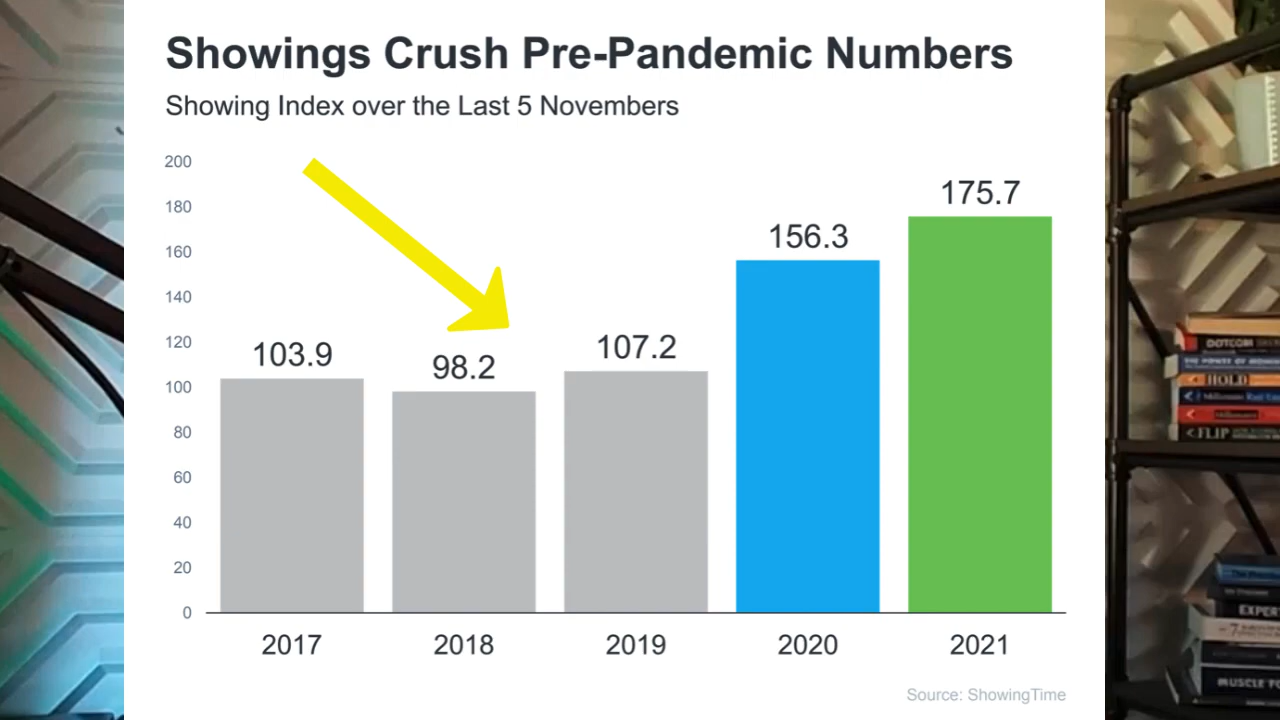 Showings Crush Pre-Pandemic Numbers
Showing Index over the Last 5 Novembers
200
180
160
140
120
100
80
60
40
20
0
103.9
98.2
107.2
156.3
175.7
2017
2018
2019
2020
2021
Source: ShowingTime
DOTCOM
HOLD
FLIP
EXPER
MUSCLE